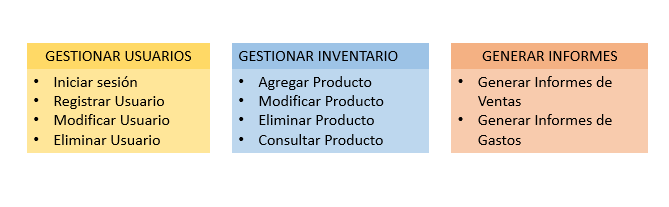 GESTIONAR USUARIOS
• Iniciar sesión
• Registrar Usuario
• Modificar Usuario
• Eliminar Usuario
GESTIONAR INVENTARIO
• Agregar Producto
• Modificar Producto
• Eliminar Producto
• Consultar Producto
GENERAR INFORMES
• Generar Informes de
Ventas
• Generar Informes de
Gastos